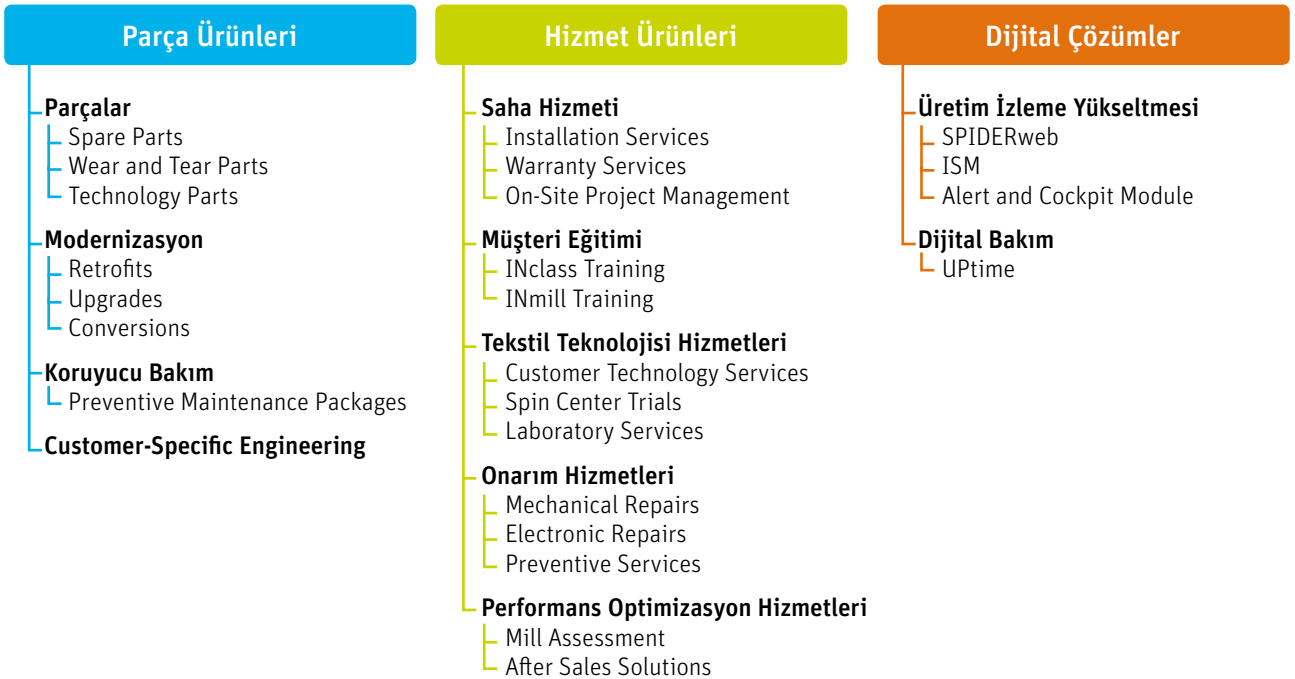 Parça Ürünleri
Parçalar
Spare Parts
Wear and Tear Parts
Technology Parts
Modernizasyon
Retrofits
Upgrades
Conversions
Koruyucu Bakım
Preventive Maintenance Packages
Customer-Specific Engineering
Hizmet Ürünleri
Saha Hizmeti
Installation Services
Warranty Services
On-Site Project Management
Müşteri Eğitimi
INclass Training
INmill Training
Tekstil Teknolojisi Hizmetleri
Customer Technology Services
Spin Center Trials
Laboratory Services
Onarım Hizmetleri
Mechanical Repairs
Electronic Repairs
Preventive Services
Performans Optimizasyon Hizmetleri
Mill Assessment
After Sales Solutions
Dijital Çözümler
Üretim İzleme Yükseltmesi
SPIDERweb
ISM
Alert and Cockpit Module
Dijital Bakım
UPtime